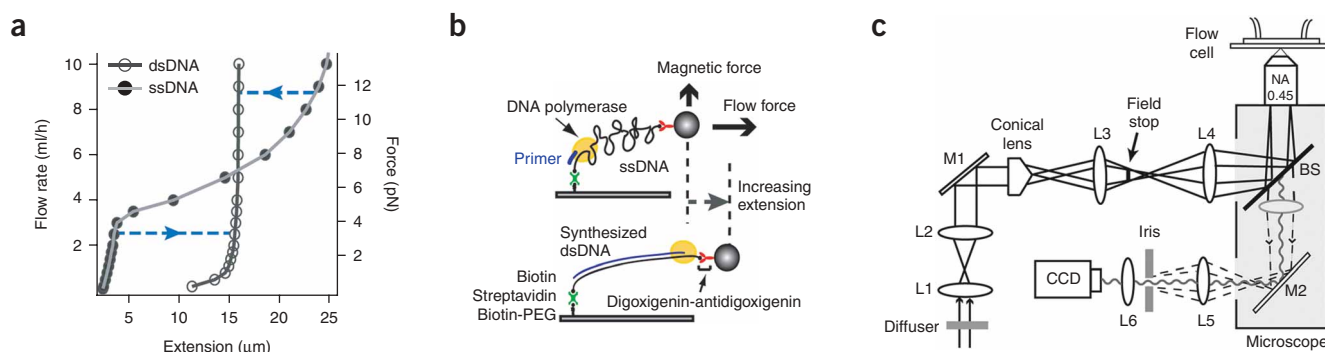 a
dsDNA
ssDNA
10
8
6
4
2
Flow rate (ml/h)
12
10
8
6
4
2
Force (pN)
5
10
15
20
25
Extension (μm)
b
Magnetic force
DNA polymerase
Flow force
Primer
ssDNA
Increasing
extension
Synthesized
dsDNA
Biotin
Streptavidin
Biotin-PEG
Digoxigenin-antidigoxigenin
c
Flow
cell
NA
0.45
Field
stop
Conical
lens
L3
L4
M1
BS
L2
Iris
CCD
L1
M2
L6
L5
Diffuser
Microscope